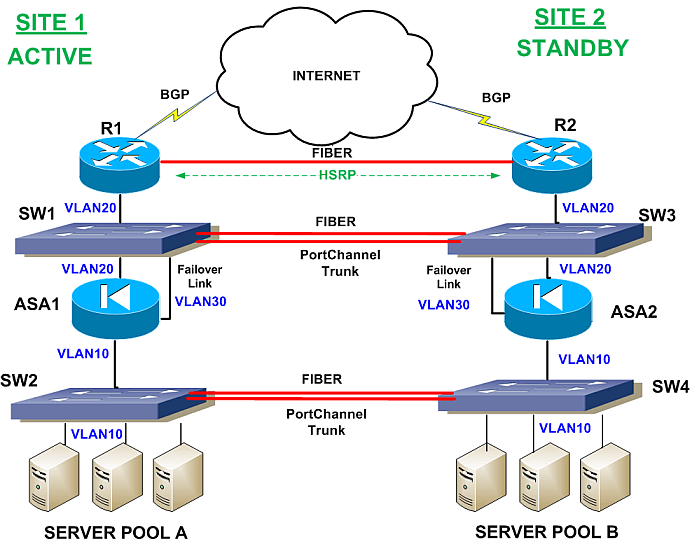 SITE 1
ACTIVE
SITE 2
STANDBY
INTERNET
BGP
BGP
R1
R2
FIBER
HSRP
SW1
VLAN20
VLAN20
SW3
FIBER
PortChannel
Trunk
VLAN20
Failover
Link
VLAN30
Failover
Link
VLAN30
VLAN20
ASA1
ASA2
VLAN10
VLAN10
SW2
FIBER
SW4
PortChannel
Trunk
VLAN10
VLAN10
SERVER POOL A
SERVER POOL B